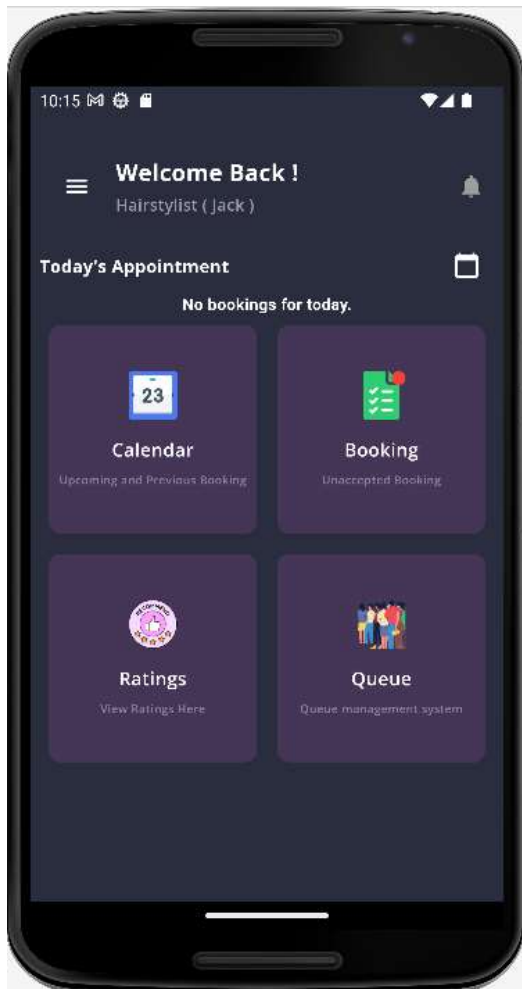 10:15
Welcome Back !
Hairstylist ( Jack )
Today's Appointment
No bookings for today.
23
Calendar
Upcoming and Previous Booking
Booking
Unaccepted Booking
RECOMMEND
Ratings
View Ratings Here
Queue
Queue management system